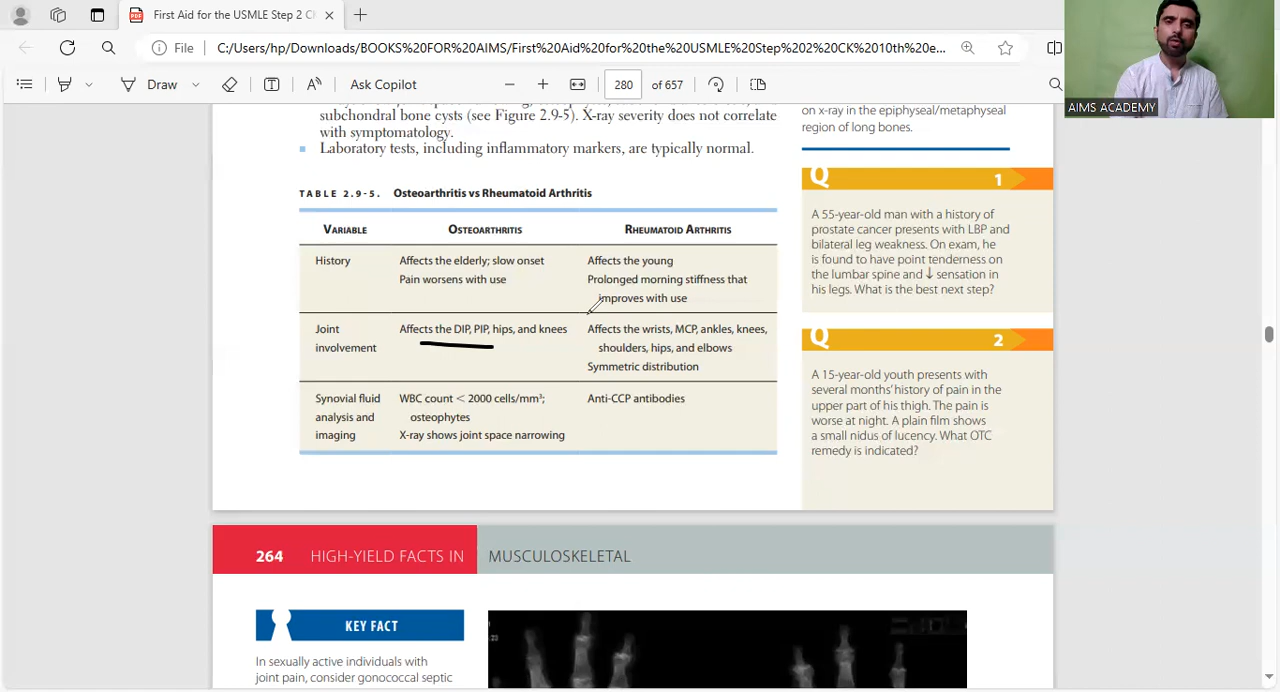 First Aid for the USMLE Step 2 CK
File
C:/Users/hp/Downloads/BOOKS%20FOR%20AIMS/First%20Aid%20for%20the%20USMLE%20Step%202%20CK%2010th%20e...
Draw
Ask Copilot
280
of 657
AIMS ACADEMY
subchondral bone cysts (see Figure 2.9-5). X-ray severity does not correlate
with symptomatology.
Laboratory tests, including inflammatory markers, are typically normal.
TABLE 2.9-5. Osteoarthritis vs Rheumatoid Arthritis
VARIABLE OSTEOARTHRITIS RHEUMATOID ARTHRITIS
History Affects the elderly; slow onset Affects the young
Pain worsens with use Prolonged morning stiffness that
improves with use
Joint Affects the DIP, PIP, hips, and knees Affects the wrists, MCP, ankles, knees,
involvement shoulders, hips, and elbows
Symmetric distribution
Synovial fluid WBC count < 2000 cells/mm³; Anti-CCP antibodies
analysis and osteophytes
imaging X-ray shows joint space narrowing
on x-ray in the epiphyseal/metaphyseal
region of long bones.
Q 1
A 55-year-old man with a history of
prostate cancer presents with LBP and
bilateral leg weakness. On exam, he
is found to have point tenderness on
the lumbar spine and ↓ sensation in
his legs. What is the best next step?
Q 2
A 15-year-old youth presents with
several months' history of pain in the
upper part of his thigh. The pain is
worse at night. A plain film shows
a small nidus of lucency. What OTC
remedy is indicated?
264 HIGH-YIELD FACTS IN MUSCULOSKELETAL
KEY FACT
In sexually active individuals with
joint pain, consider gonococcal septic